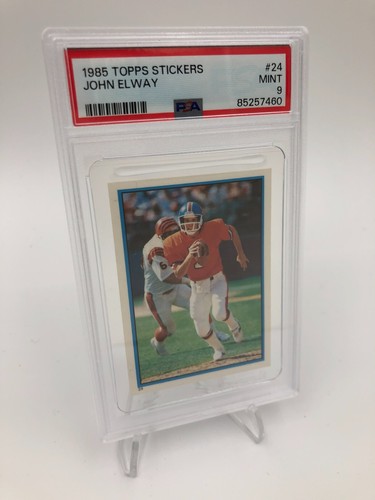 1985 TOPPS STICKERS #24
JOHN ELWAY MINT
9
PSA 85257460